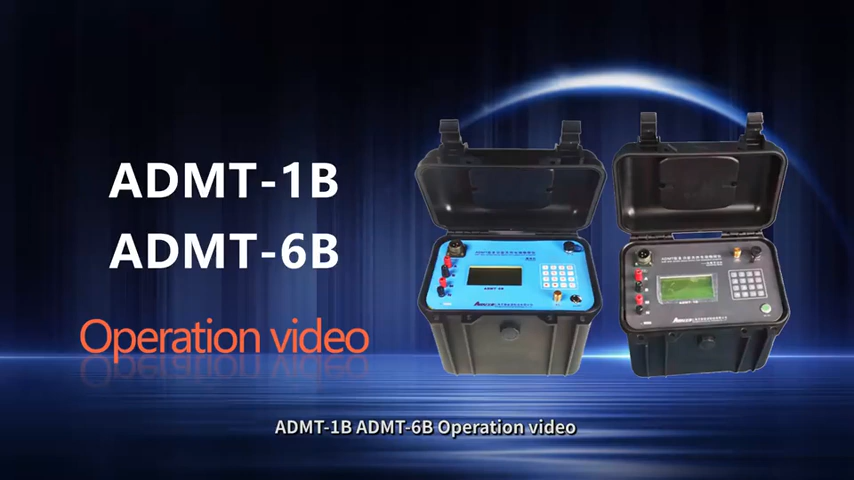 ADMT-1B
ADMT-6B
Operation video
ADMT-1B ADMT-6B Operation video